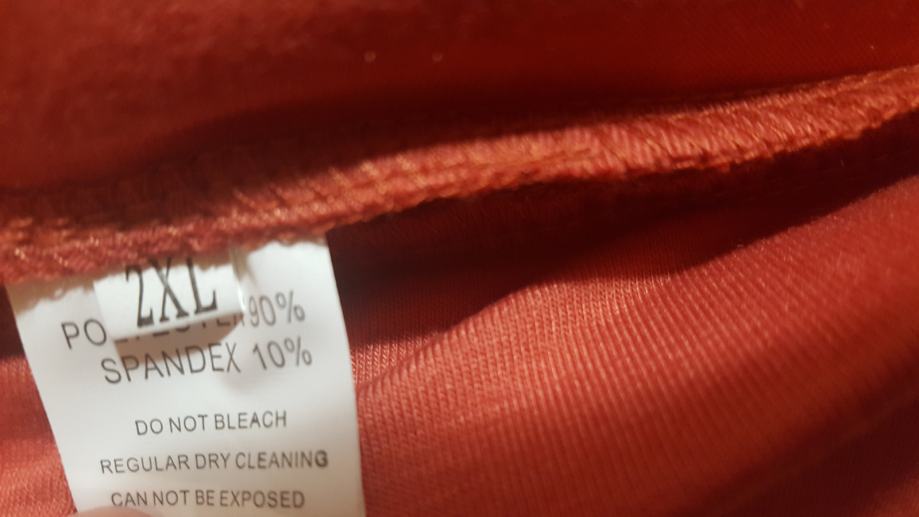 2XL
90%
SPANDEX 10%
DO NOT BLEACH
REGULAR DRY CLEANING
CAN NOT BE EXPOSED